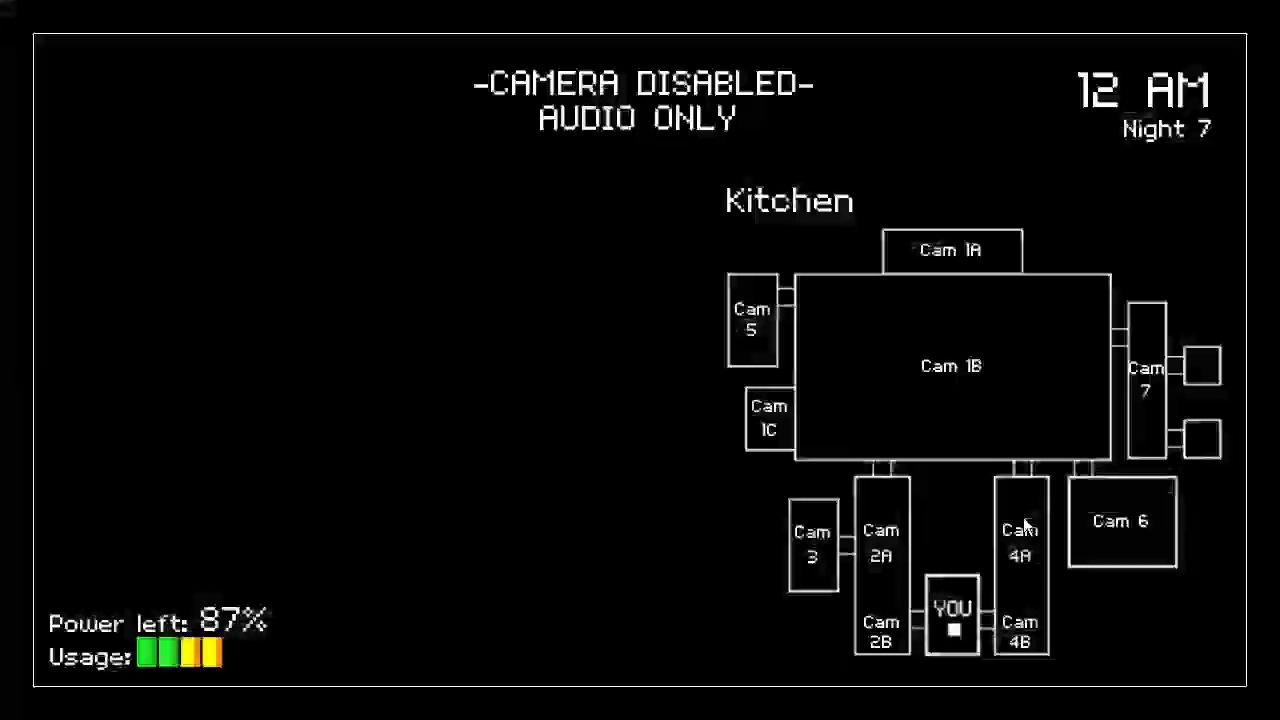 -CAMERA DISABLED-
AUDIO ONLY
12 AM
Night 7
Kitchen
Cam 1A
Cam
5
Cam 1B
Cam
7
Cam
1C
Cam
3
Cam
2A
Cam
4A
Cam 6
YOU
Cam
2B
Cam
4B
Power left: 87%
Usage: